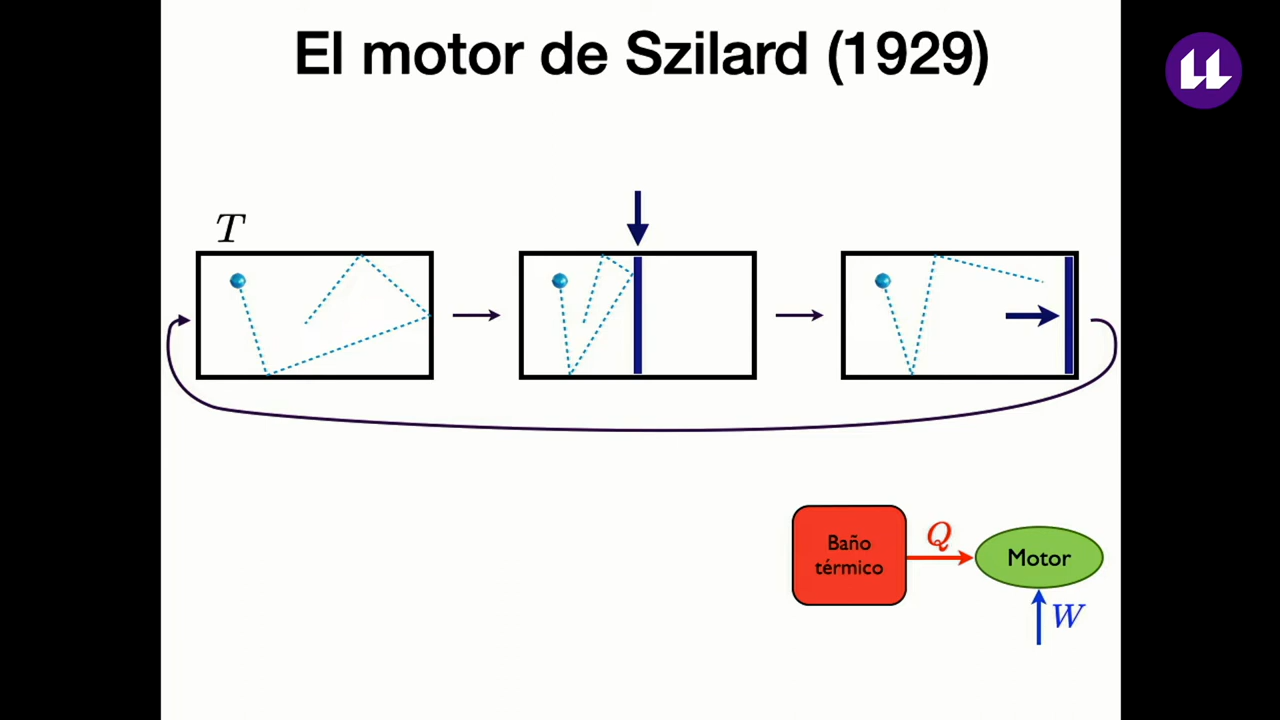 El motor de Szilard (1929)
T
Baño
térmico
Q
Motor
W